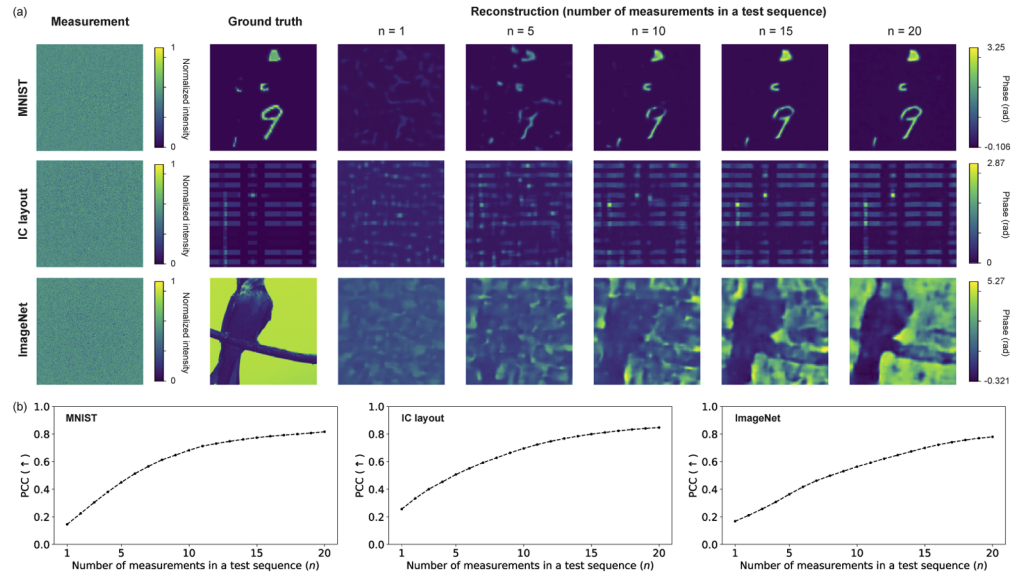 (a)
Measurement
Ground truth
Reconstruction (number of measurements in a test sequence)
n = 1
n = 5
n = 10
n = 15
n = 20
MNIST
1
Normalized intensity
0
3.25
Phase (rad)
-0.106
IC layout
1
Normalized intensity
0
2.87
Phase (rad)
0
ImageNet
1
Normalized intensity
0
5.27
Phase (rad)
-0.321
(b)
MNIST
PCC (↑)
1.0
0.8
0.6
0.4
0.2
0.0
1 5 10 15 20
Number of measurements in a test sequence (n)
IC layout
PCC (↑)
1.0
0.8
0.6
0.4
0.2
0.0
1 5 10 15 20
Number of measurements in a test sequence (n)
ImageNet
PCC (↑)
1.0
0.8
0.6
0.4
0.2
0.0
1 5 10 15 20
Number of measurements in a test sequence (n)